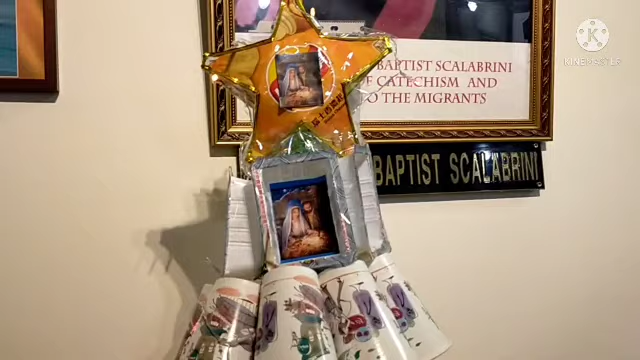 KINEMASTER
BAPTIST SCALABRINI
OF CATECHISM AND
TO THE MIGRANTS
BAPTIST SCALABRINI